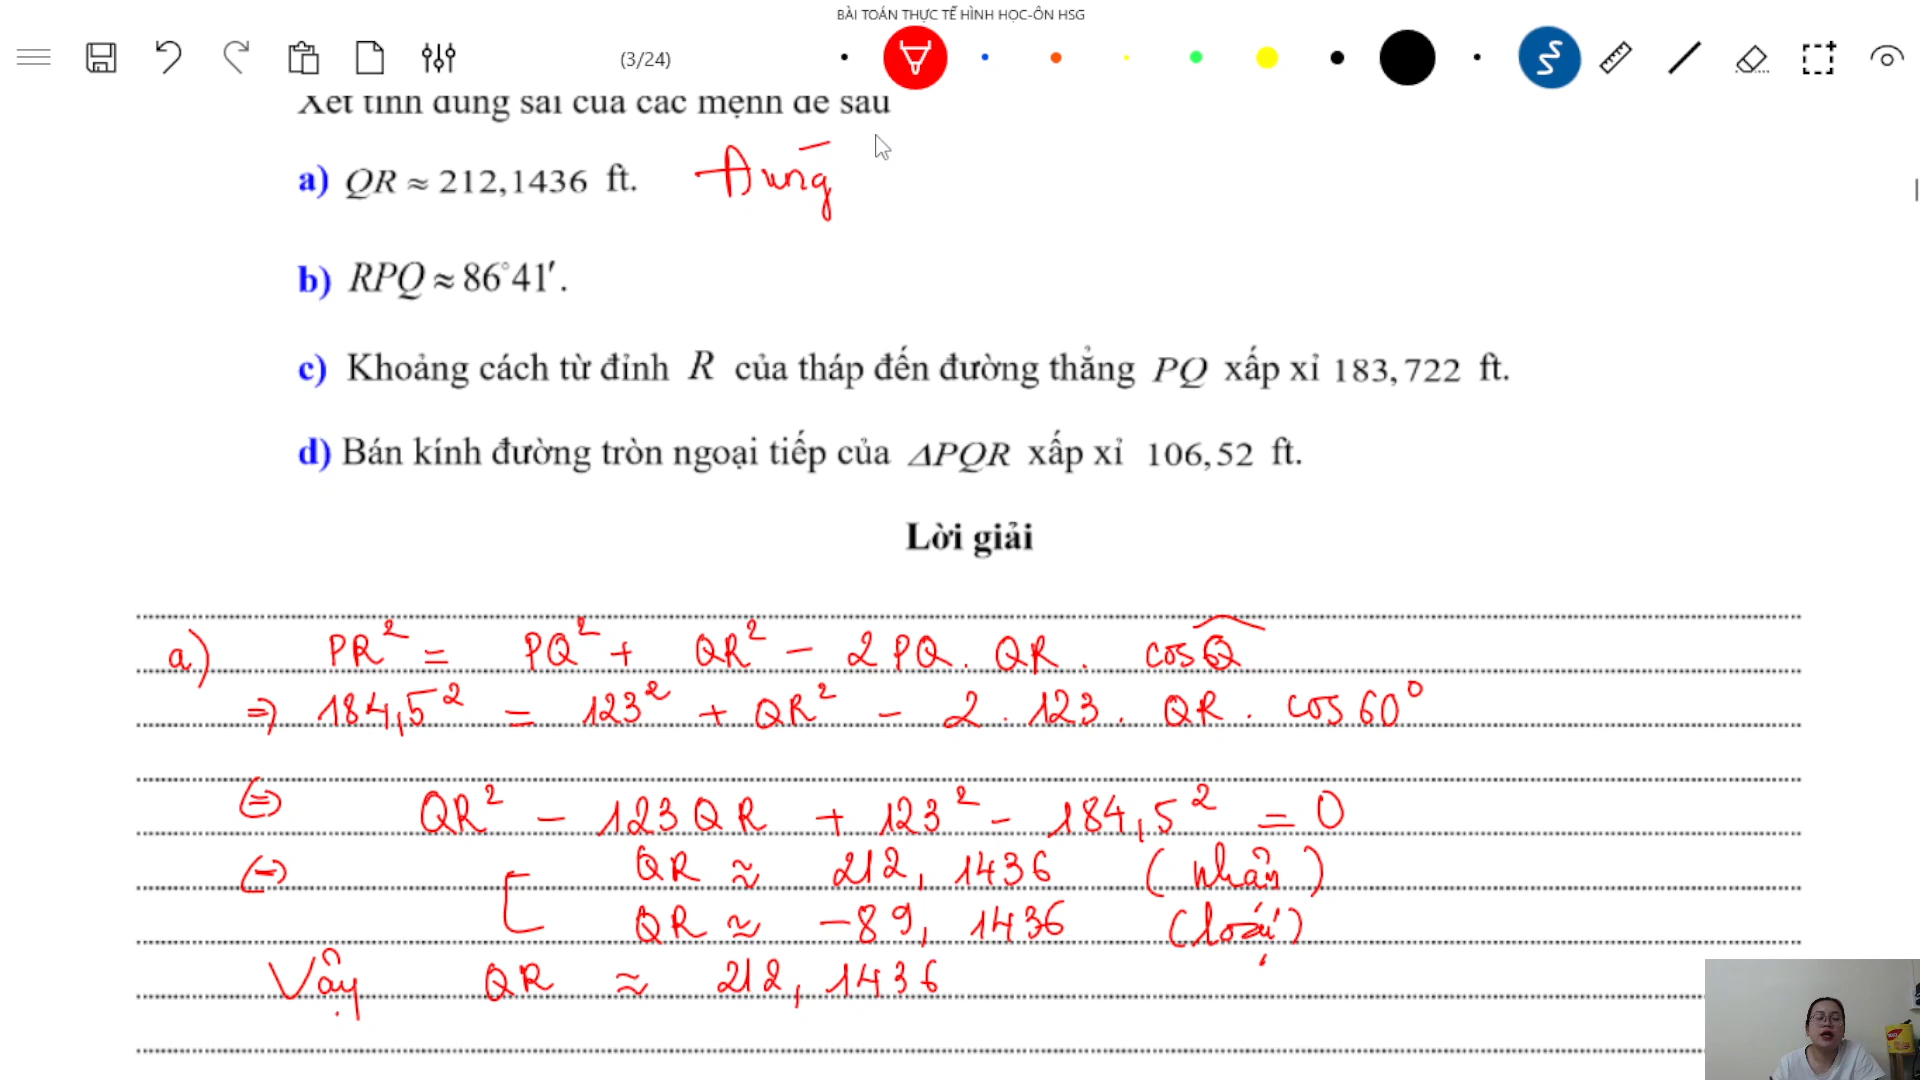 BÀI TOÁN THỰC TẾ HÌNH HỌC-ÔN HSG
(3/24)
Xét tính đúng sai của các mệnh đề sau
a) QR ≈ 212,1436 ft. Đúng
b) RPQ ≈ 86°41'.
c) Khoảng cách từ đỉnh R của tháp đến đường thẳng PQ xấp xỉ 183,722 ft.
d) Bán kính đường tròn ngoại tiếp của ΔPQR xấp xỉ 106,52 ft.
Lời giải
a) PR² = PQ² + QR² - 2PQ. QR. cos Q̂
⇒ 184,5² = 123² + QR² - 2.123. QR. cos60°
⇔ QR² - 123QR + 123² - 184,5² = 0
⇔ [ QR ≈ 212,1436 (nhận)
QR ≈ -89,1436 (loại)
Vậy QR ≈ 212,1436